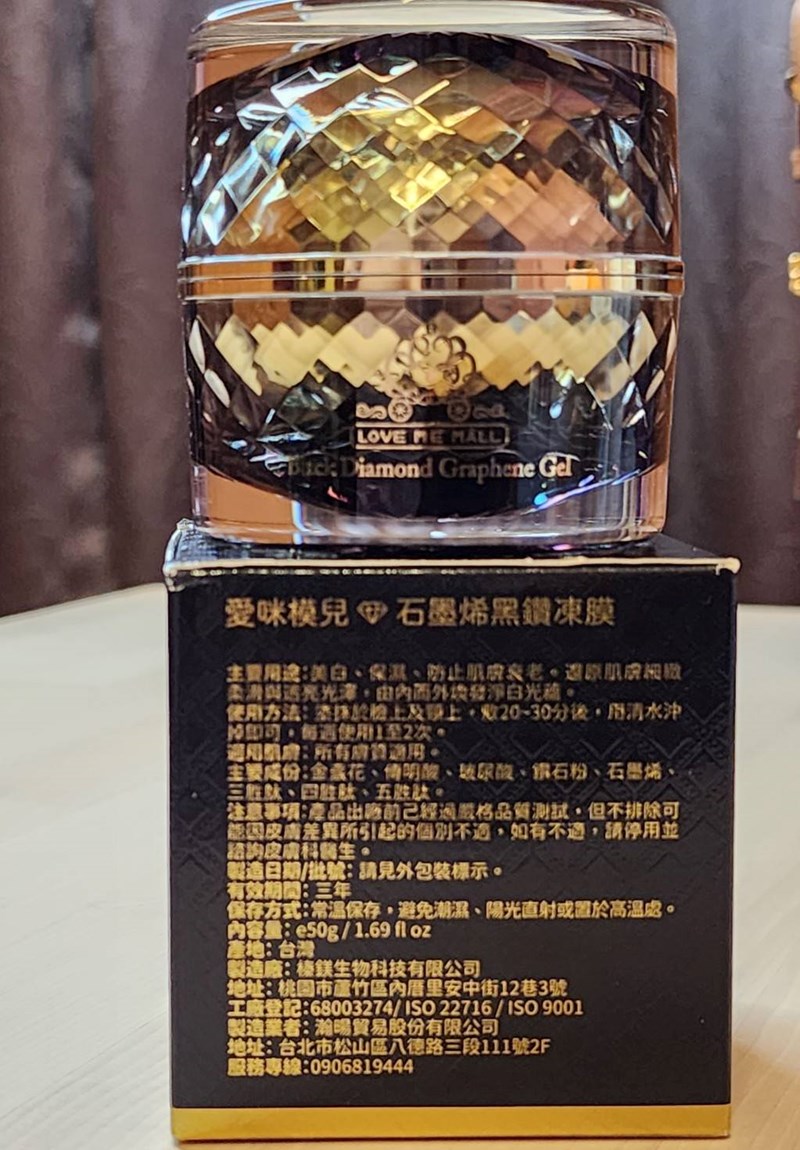 LOVE ME MALL
Black Diamond Graphene Gel
愛咪模兒 石墨烯黑鑽凍膜
主要用途：美白、保濕、防止肌膚衰老。還原肌膚細緻
柔滑與透亮光澤，由內而外煥發淨白光蘊。
使用方法：塗抹於臉上及頸上，敷20~30分後，用清水沖
掉即可，每週使用1至2次。
適用肌膚：所有膚質適用。
主要成份：金盞花、傳明酸、玻尿酸、鑽石粉、石墨烯、
三胜肽、四胜肽、五胜肽。
注意事項：產品出廠前已經過嚴格品質測試，但不排除可
能因皮膚差異所引起的個別不適，如有不適，請停用並
諮詢皮膚科醫生。
製造日期/批號：請見外包裝標示。
有效期間：三年
保存方式：常溫保存，避免潮濕、陽光直射或置於高溫處。
內容量：e50g / 1.69 fl oz
產地：台灣
製造廠：榛鎂生物科技有限公司
地址：桃園市蘆竹區內厝里安中街12巷3號
工廠登記：68003274/ ISO 22716 / ISO 9001
製造業者：瀚暘貿易股份有限公司
地址：台北市松山區八德路三段111號2F
服務專線：0906819444